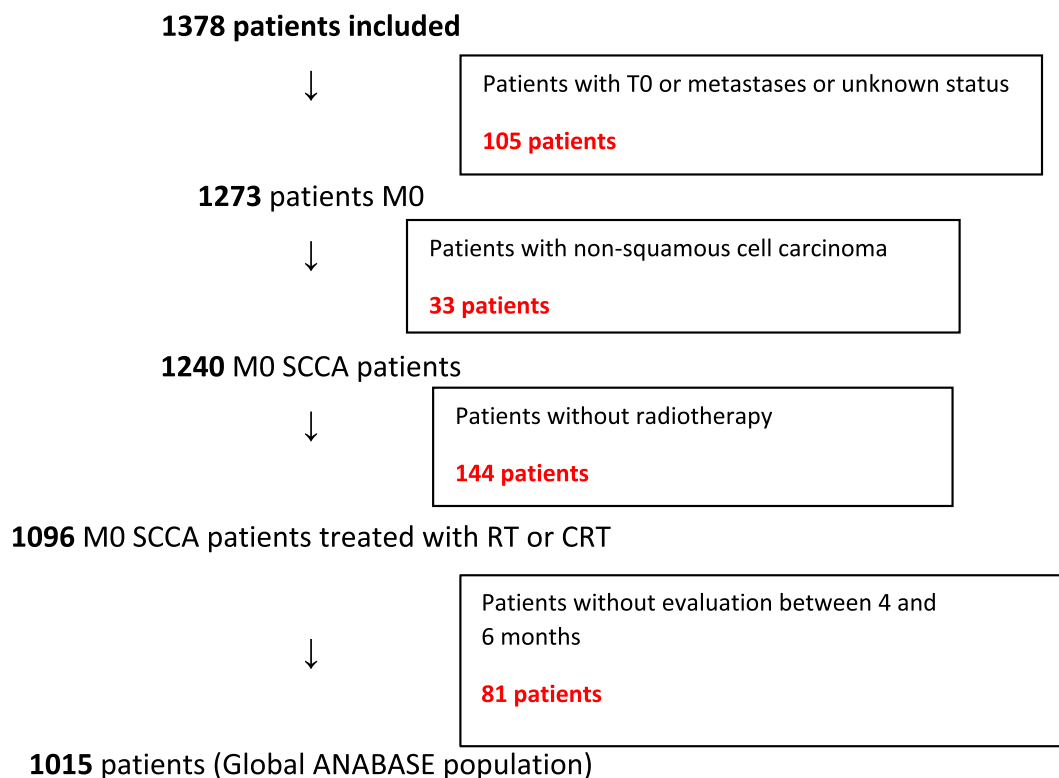 1378 patients included
↓
Patients with T0 or metastases or unknown status
105 patients
1273 patients M0
↓
Patients with non-squamous cell carcinoma
33 patients
1240 M0 SCCA patients
↓
Patients without radiotherapy
144 patients
1096 M0 SCCA patients treated with RT or CRT
↓
Patients without evaluation between 4 and
6 months
81 patients
1015 patients (Global ANABASE population)